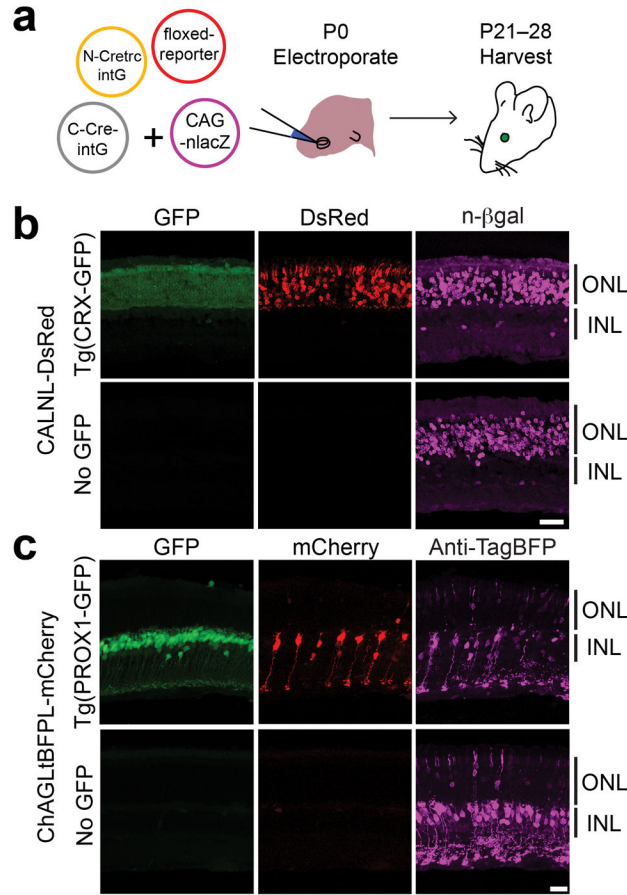 a
N-Cretrc
intG
floxed-
reporter
C-Cre-
intG
+
CAG
-nlacZ
P0
Electroporate
P21–28
Harvest
b
GFP
DsRed
n-βgal
CALNL-DsRed
Tg(CRX-GFP)
ONL
INL
No GFP
ONL
INL
c
GFP
mCherry
Anti-TagBFP
ChAGLtBFPL-mCherry
Tg(PROX1-GFP)
ONL
INL
No GFP
ONL
INL